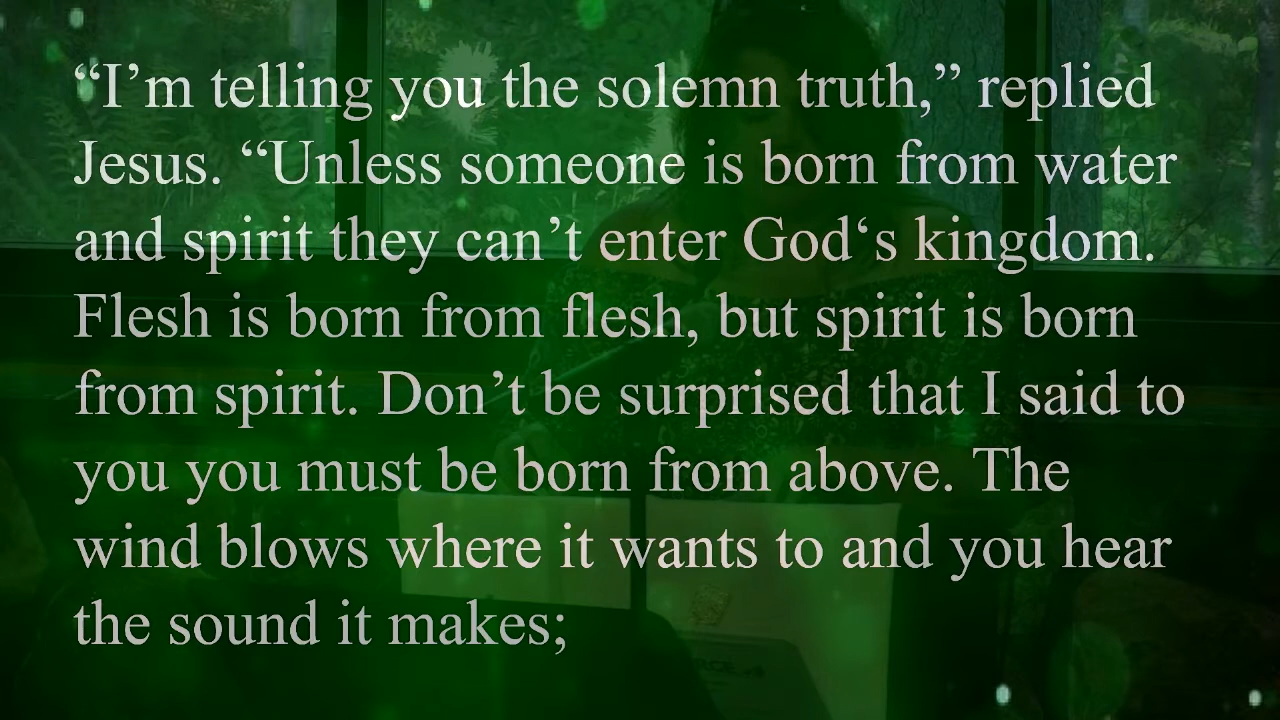 “I’m telling you the solemn truth,” replied
Jesus. “Unless someone is born from water
and spirit they can’t enter God‘s kingdom.
Flesh is born from flesh, but spirit is born
from spirit. Don’t be surprised that I said to
you you must be born from above. The
wind blows where it wants to and you hear
the sound it makes;